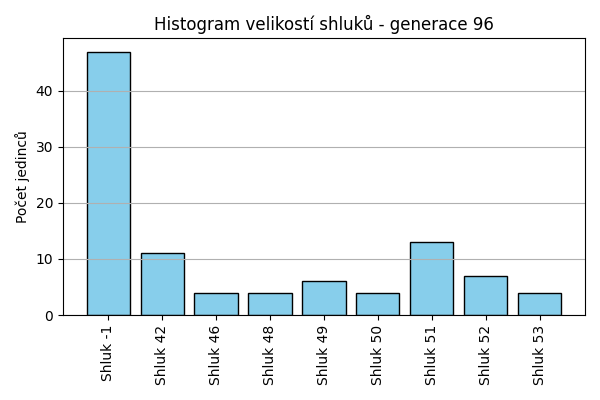 Histogram velikostí shluků - generace 96
Počet jedinců
40
30
20
10
0
Shluk -1
Shluk 42
Shluk 46
Shluk 48
Shluk 49
Shluk 50
Shluk 51
Shluk 52
Shluk 53